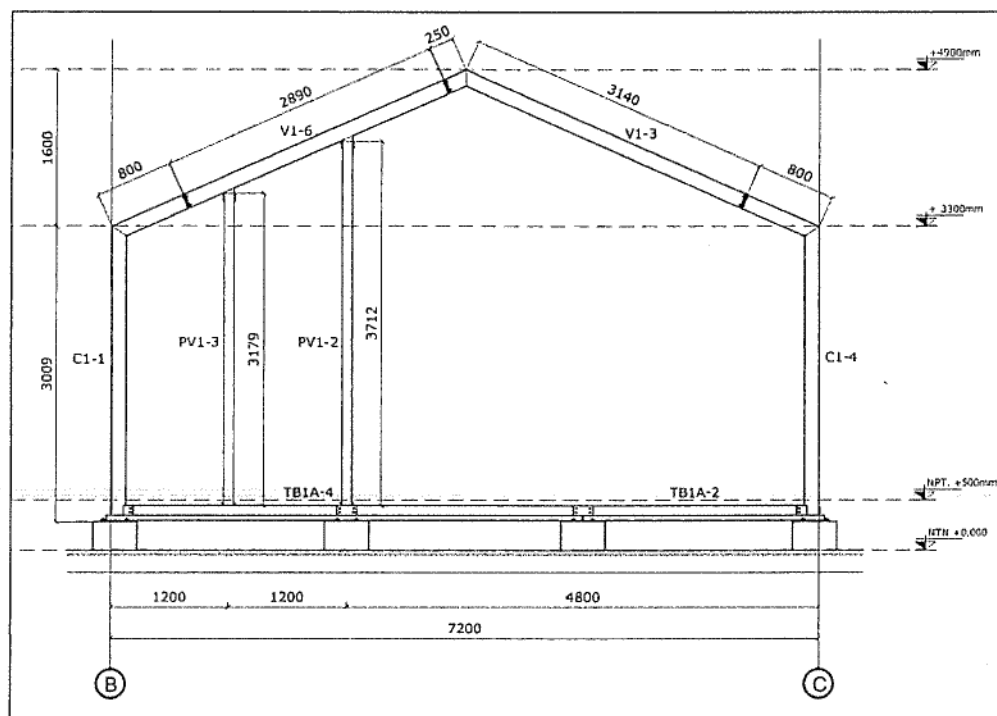 250
+4900mm
2890
3140
V1-6
V1-3
1600
800
800
+ 3300mm
3009
C1-1
PV1-3
3179
PV1-2
3712
C1-4
TB1A-4
TB1A-2
NPT. +500mm
NTN +0,000
1200
1200
4800
7200
B
C